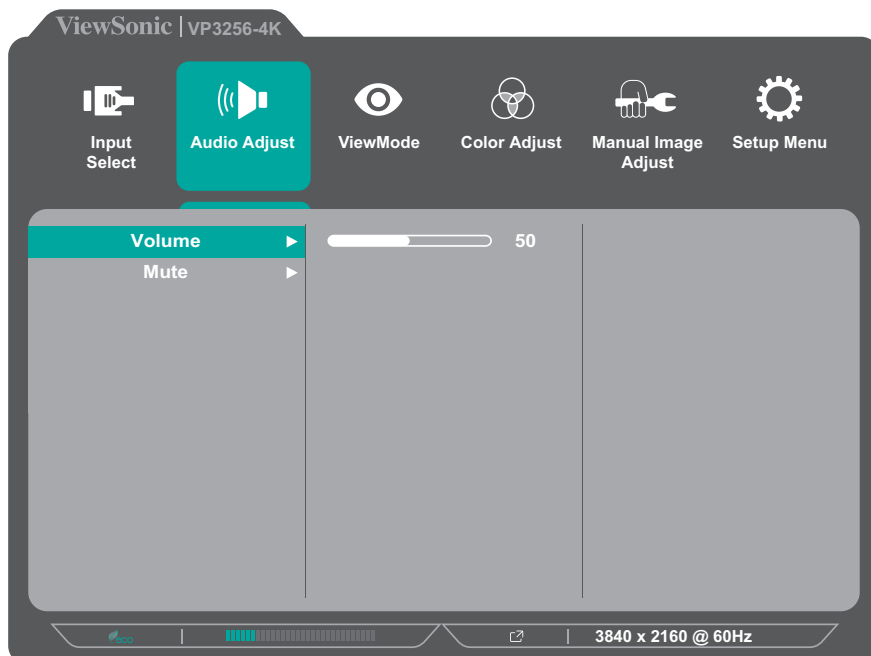 ViewSonic | VP3256-4K
Input
Select
Audio Adjust
ViewMode
Color Adjust
Manual Image
Adjust
Setup Menu
Volume
50
Mute
eco
3840 x 2160 @ 60Hz